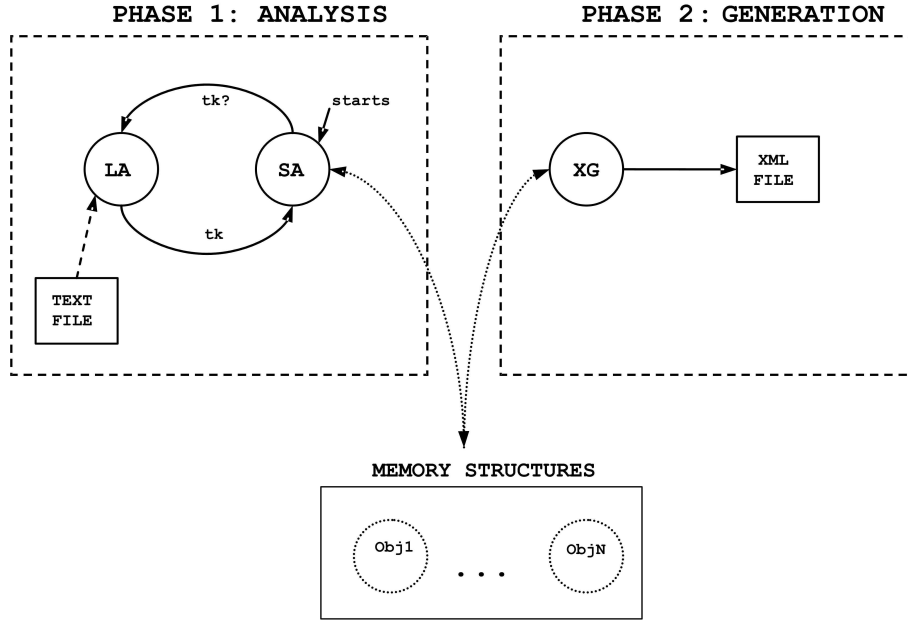 PHASE 1: ANALYSIS
PHASE 2: GENERATION
tk?
starts
LA
SA
XG
XML
FILE
tk
TEXT
FILE
MEMORY STRUCTURES
Obj1
ObjN
. . .